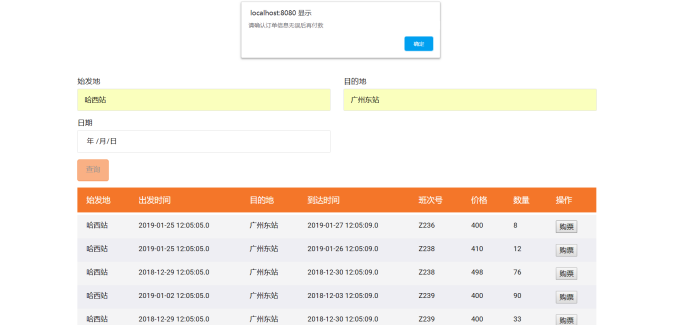 localhost:8080 显示
请确认订单信息无误后再付款
确定
始发地
目的地
哈西站
广州东站
日期
年 /月/日
查询
始发地 出发时间 目的地 到达时间 班次号 价格 数量 操作
哈西站 2019-01-25 12:05:05.0 广州东站 2019-01-27 12:05:09.0 Z236 400 8 购票
哈西站 2019-01-25 12:05:05.0 广州东站 2019-01-26 12:05:09.0 Z238 410 12 购票
哈西站 2018-12-29 12:05:05.0 广州东站 2018-12-30 12:05:09.0 Z238 498 76 购票
哈西站 2019-01-02 12:05:05.0 广州东站 2018-12-03 12:05:09.0 Z239 400 90 购票
哈西站 2018-12-29 12:05:05.0 广州东站 2018-12-30 12:05:09.0 Z239 400 33 购票